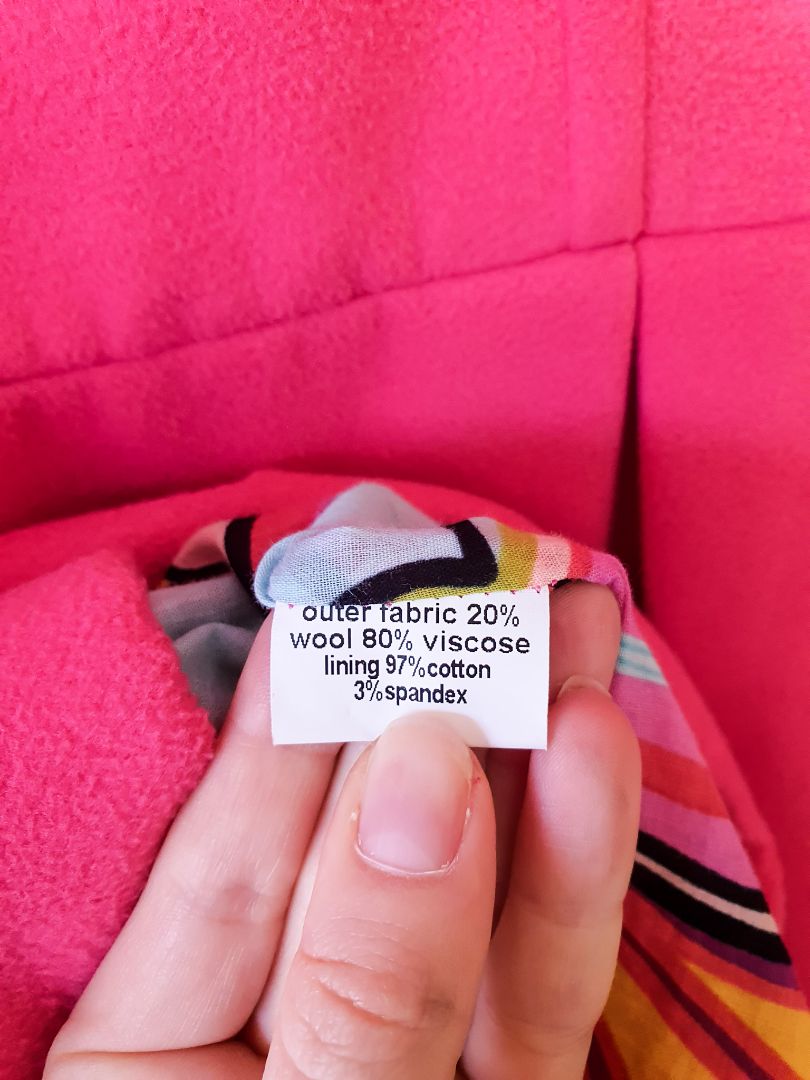 outer fabric 20%
wool 80% viscose
lining 97%cotton
3%spandex